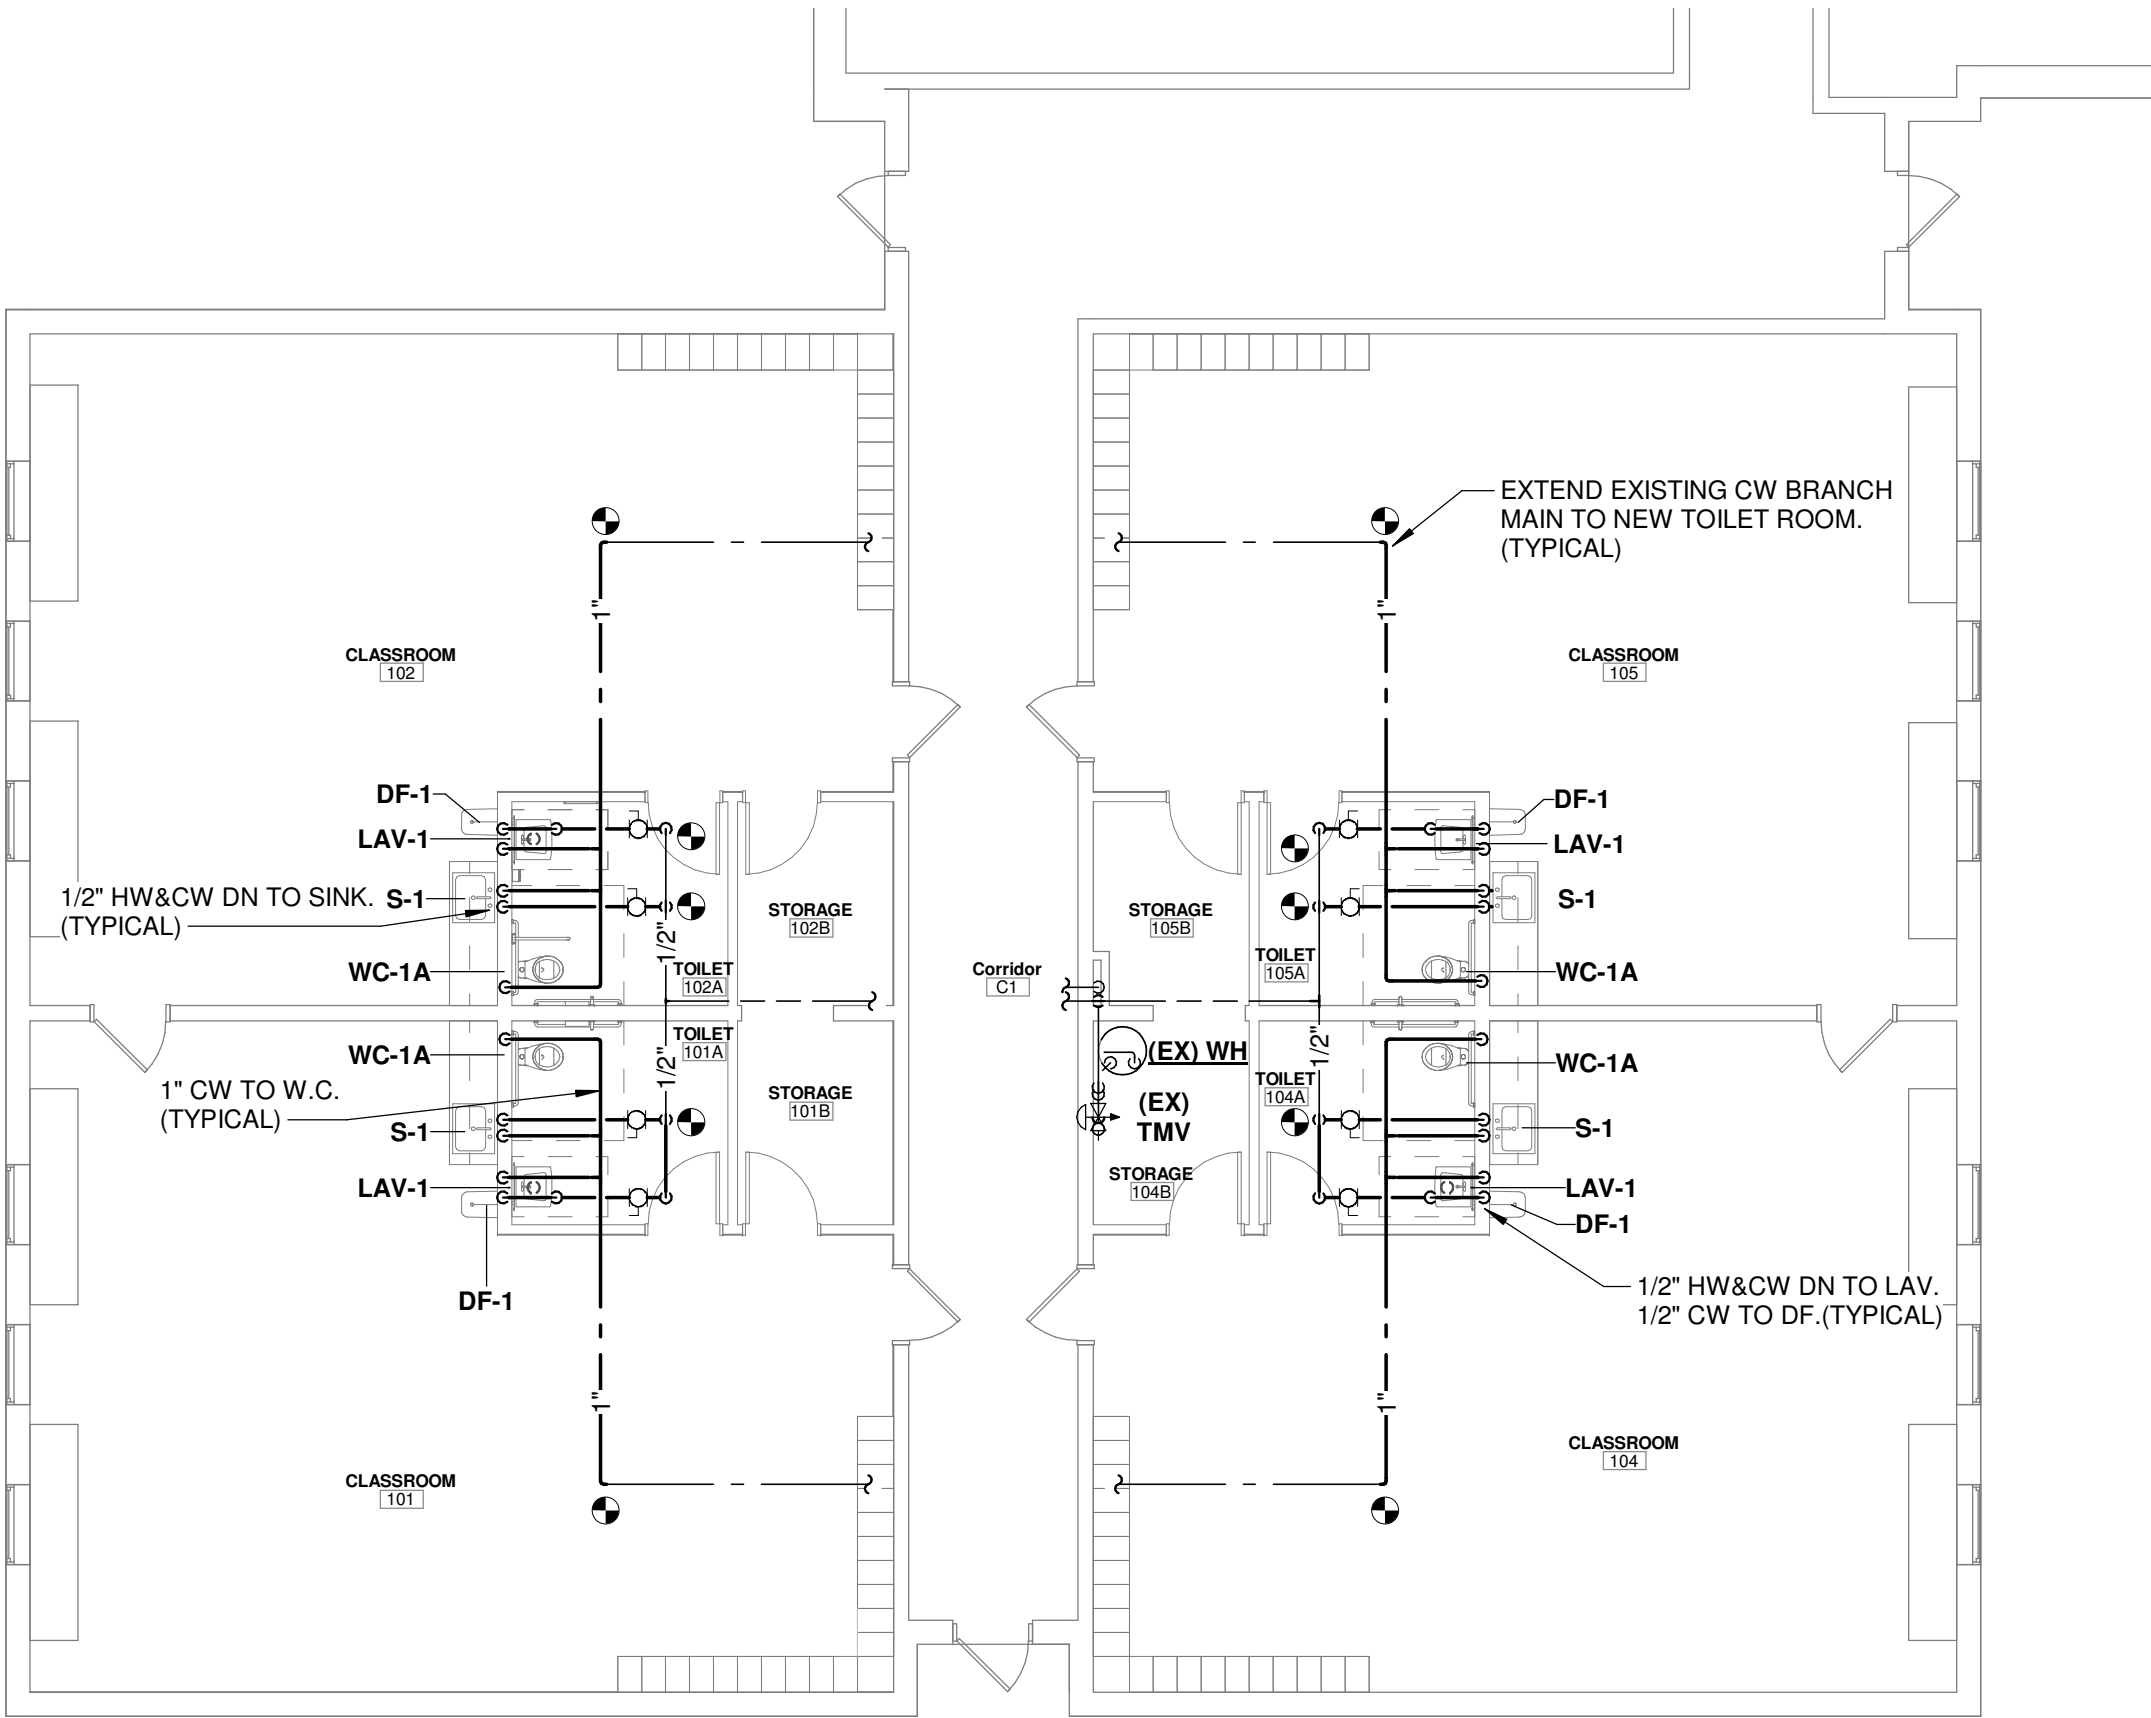 EXTEND EXISTING CW BRANCH
MAIN TO NEW TOILET ROOM.
(TYPICAL)
1"
1"
CLASSROOM
102
CLASSROOM
105
DF-1
LAV-1
1/2" HW&CW DN TO SINK.
(TYPICAL)
S-1
WC-1A
1/2"
TOILET
102A
STORAGE
102B
Corridor
C1
STORAGE
105B
TOILET
105A
DF-1
LAV-1
S-1
WC-1A
WC-1A
1" CW TO W.C.
(TYPICAL)
S-1
LAV-1
DF-1
TOILET
101A
1/2"
STORAGE
101B
(EX) WH
(EX)
TMV
STORAGE
104B
1/2"
TOILET
104A
WC-1A
S-1
LAV-1
DF-1
1/2" HW&CW DN TO LAV.
1/2" CW TO DF.(TYPICAL)
1"
1"
CLASSROOM
101
CLASSROOM
104